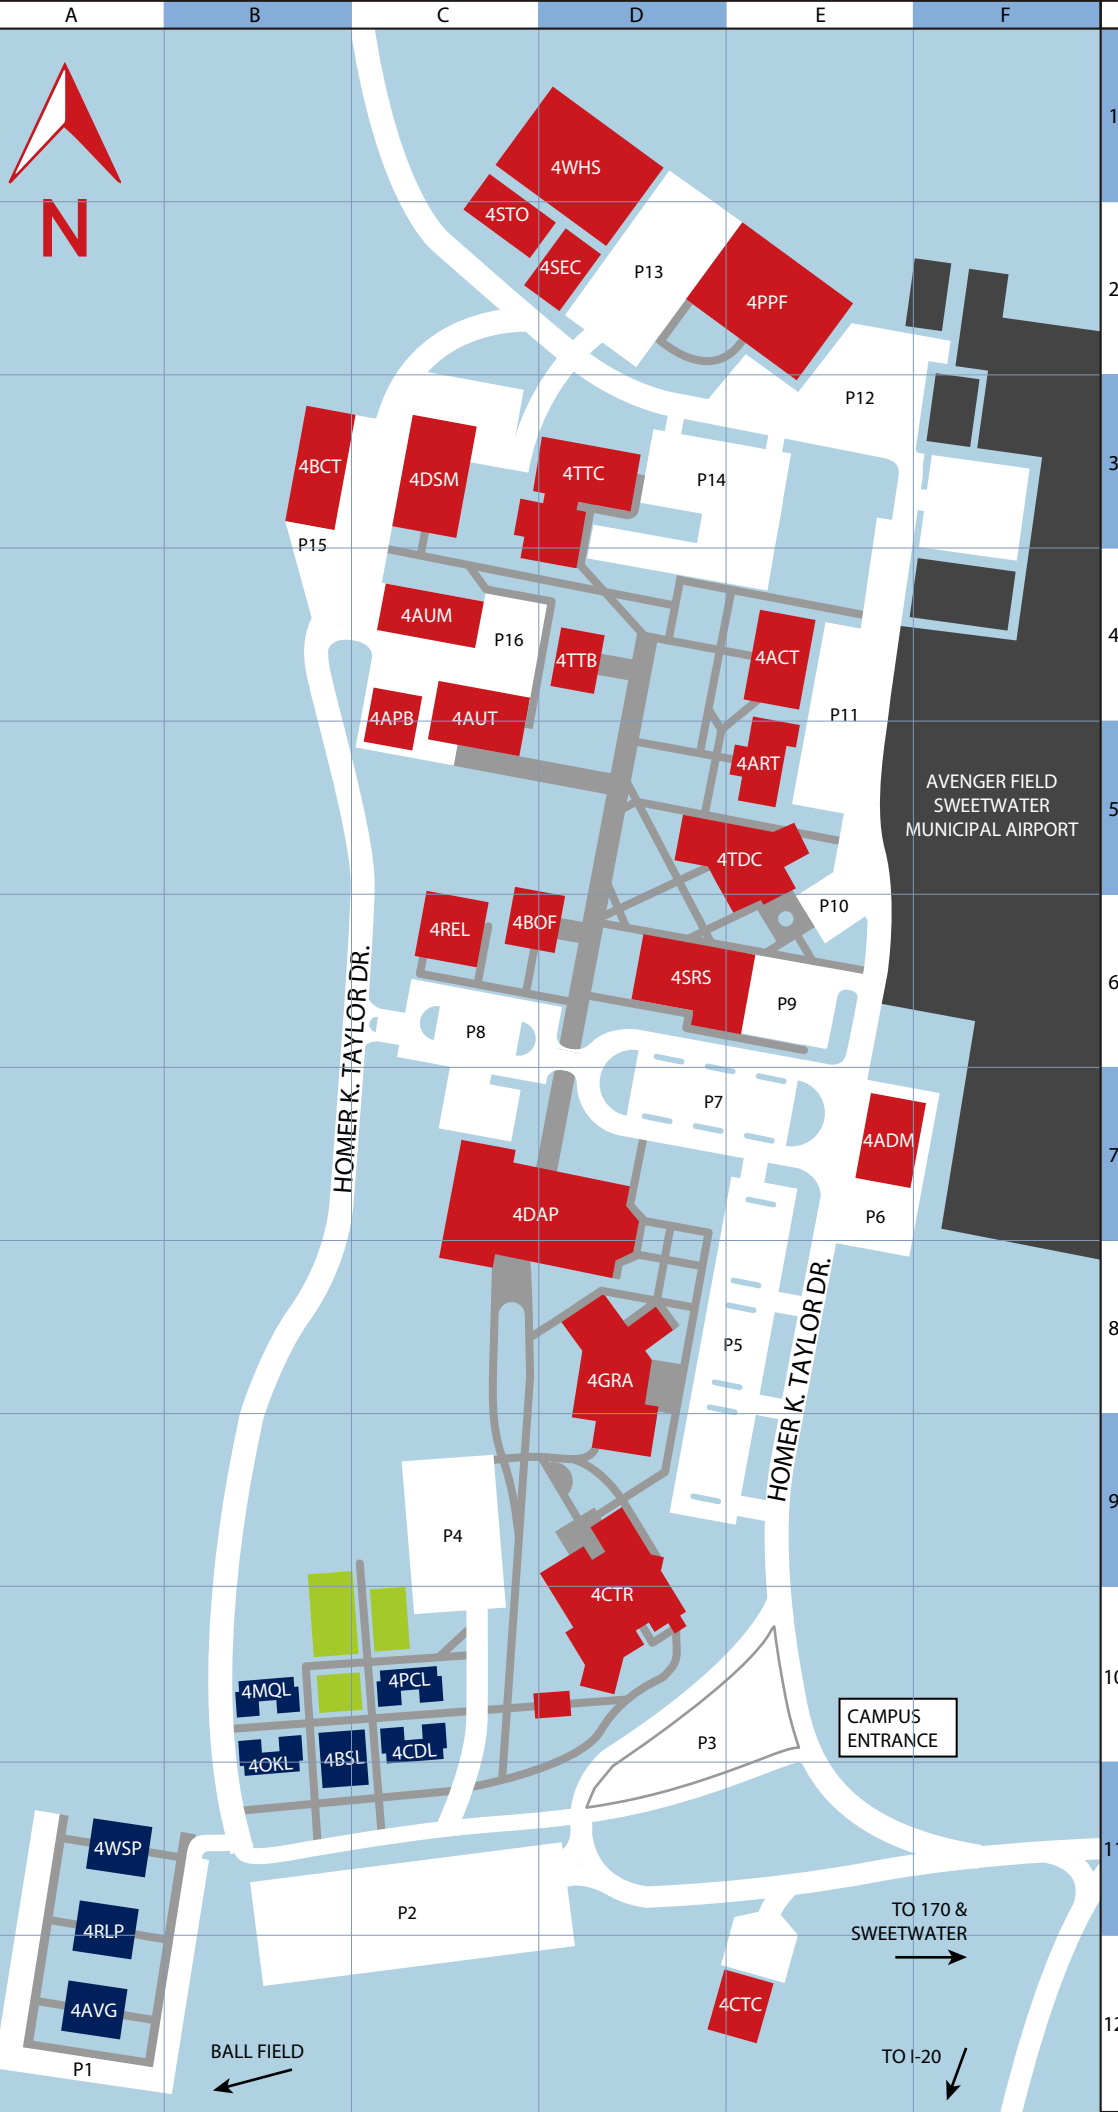 A B C D E F
1
4WHS
N
4STO
4SEC
P13
2
4PPF
P12
3
4BCT
4DSM
4TTC
P14
P15
4AUM
P16
4
4TTB
4ACT
4APB
4AUT
P11
4ART
AVENGER FIELD
SWEETWATER
MUNICIPAL AIRPORT
5
4TDC
P10
4REL
4BOF
HOMER K. TAYLOR DR.
4SRS
6
P9
P8
P7
4ADM
7
4DAP
P6
HOMER K. TAYLOR DR.
8
P5
4GRA
9
P4
4CTR
10
4MQL
4PCL
CAMPUS
ENTRANCE
P3
4OKL
4BSL
4CDL
11
4WSP
P2
TO 170 &
SWEETWATER
4RLP
4AVG
4CTC
12
BALL FIELD
TO I-20
P1